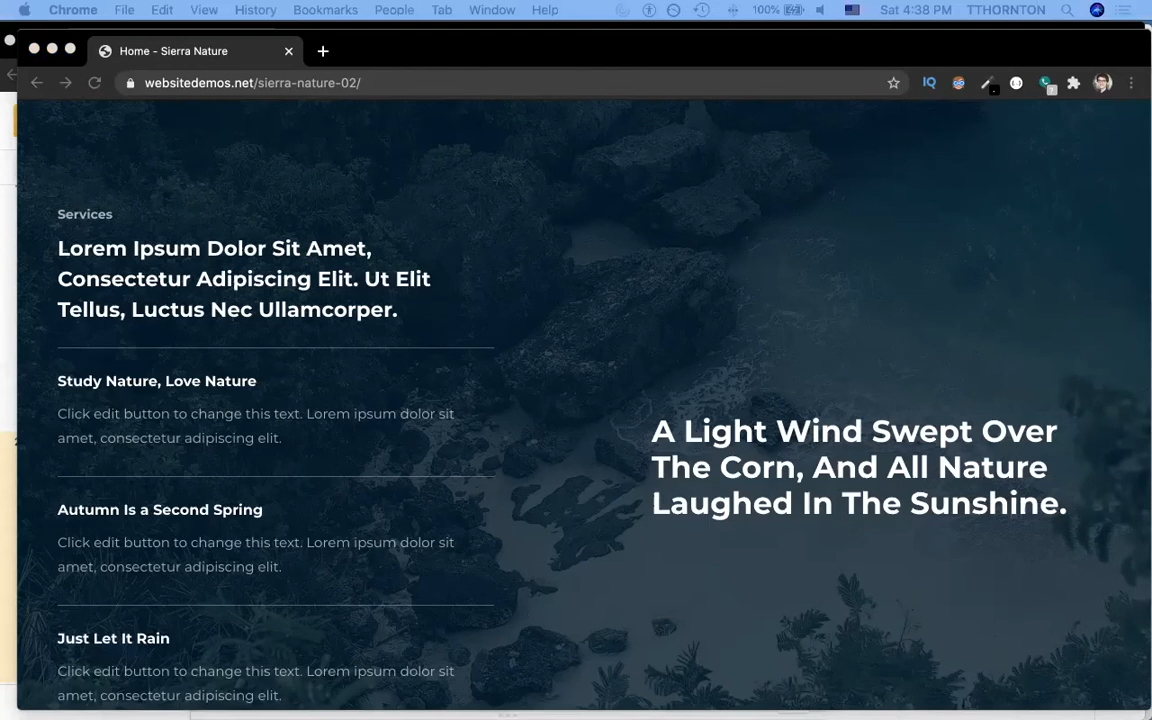 Chrome File Edit View History Bookmarks People Tab Window Help 100% Sat 4:38 PM TTHORNTON
Home - Sierra Nature
websitedemos.net/sierra-nature-02/
IQ
Services
Lorem Ipsum Dolor Sit Amet,
Consectetur Adipiscing Elit. Ut Elit
Tellus, Luctus Nec Ullamcorper.
Study Nature, Love Nature
Click edit button to change this text. Lorem ipsum dolor sit
amet, consectetur adipiscing elit.
A Light Wind Swept Over
The Corn, And All Nature
Laughed In The Sunshine.
Autumn Is a Second Spring
Click edit button to change this text. Lorem ipsum dolor sit
amet, consectetur adipiscing elit.
Just Let It Rain
Click edit button to change this text. Lorem ipsum dolor sit
amet, consectetur adipiscing elit.